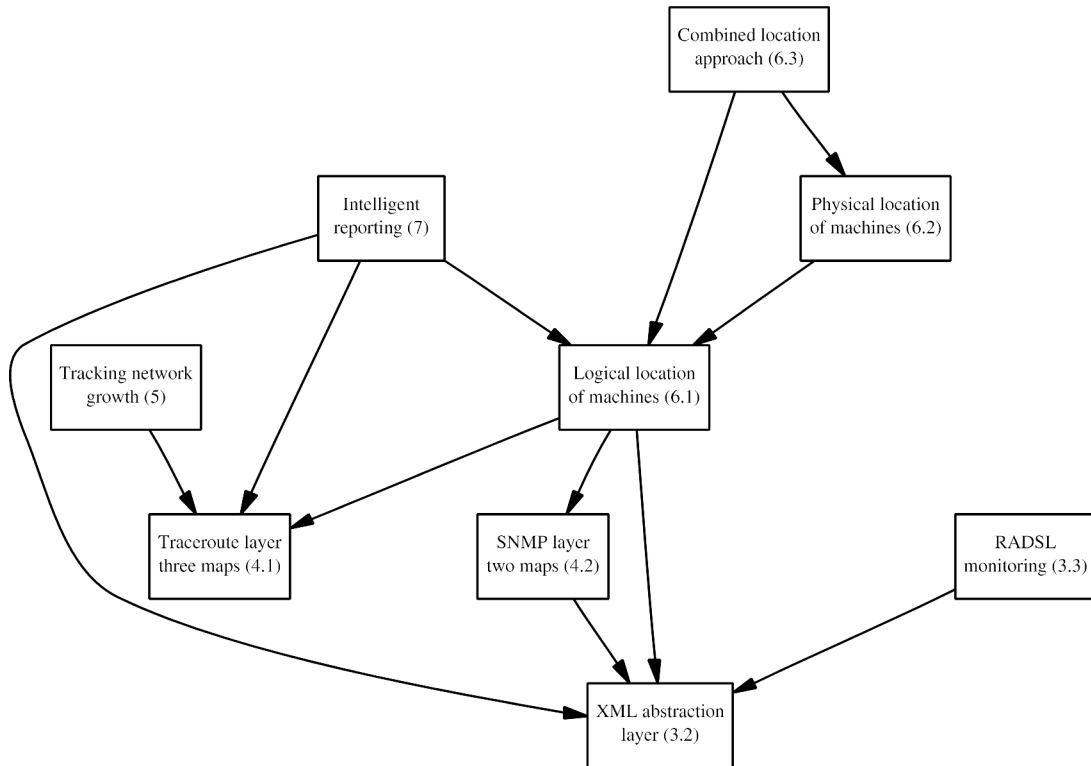 Combined location
approach (6.3)
Intelligent
reporting (7)
Physical location
of machines (6.2)
Tracking network
growth (5)
Logical location
of machines (6.1)
Traceroute layer
three maps (4.1)
SNMP layer
two maps (4.2)
RADSL
monitoring (3.3)
XML abstraction
layer (3.2)